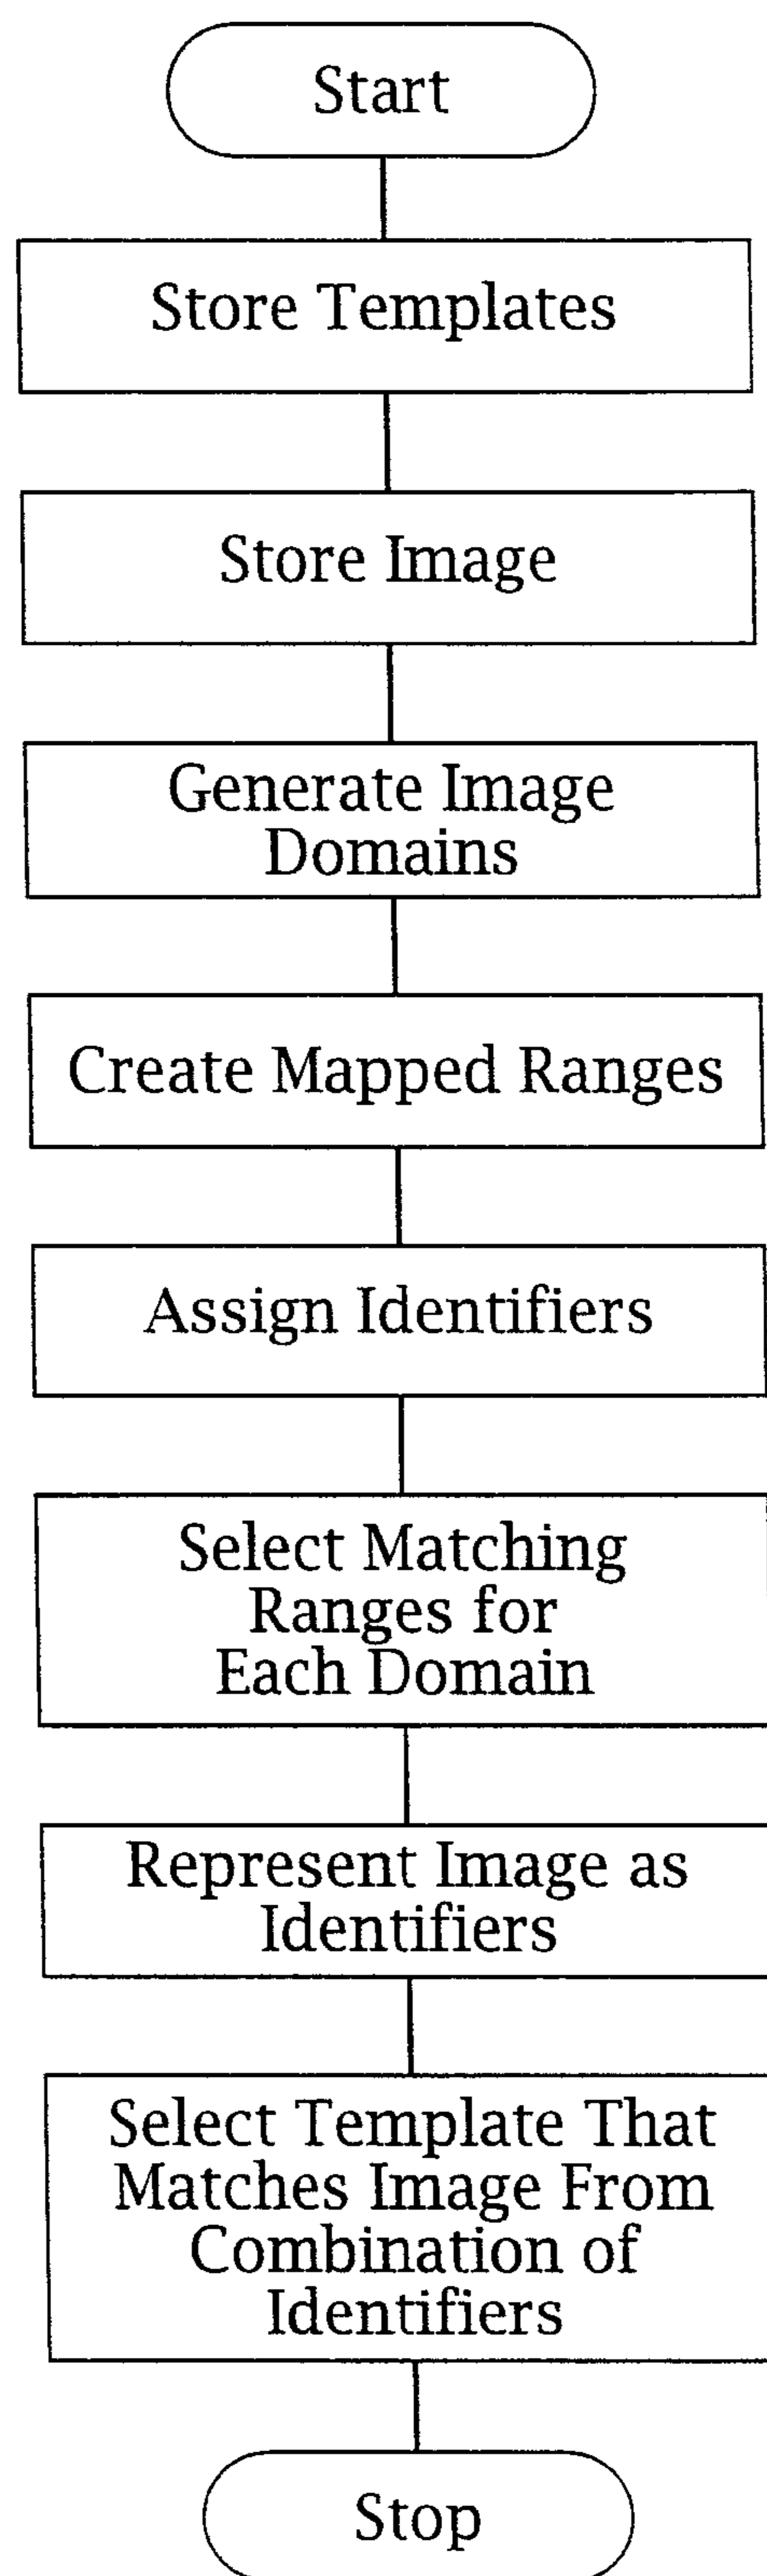 Start
Store Templates
Store Image
Generate Image
Domains
Create Mapped Ranges
Assign Identifiers
Select Matching
Ranges for
Each Domain
Represent Image as
Identifiers
Select Template That
Matches Image From
Combination of
Identifiers
Stop